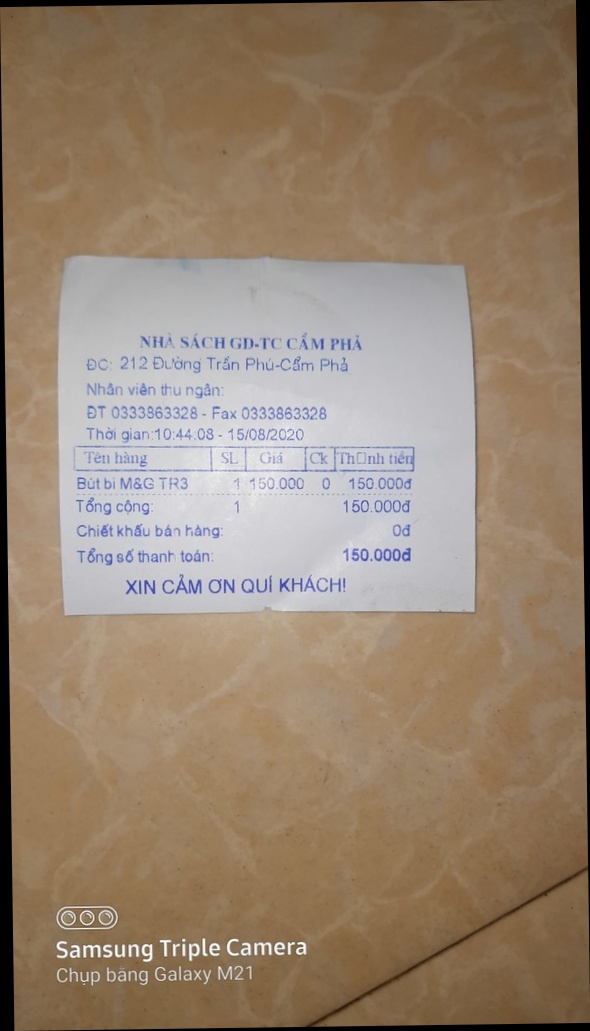 NHÀ SÁCH GD-TC CẨM PHẢ
ĐC: 212 Đường Trần Phú-Cẩm Phả
Nhân viên thu ngân:
ĐT 0333863328 - Fax 0333863328
Thời gian:10:44:08 - 15/08/2020
Tên hàng SL Giá Ck Th□nh tiền
Bút bi M&G TR3 1 150.000 0 150.000đ
Tổng cộng: 1 150.000đ
Chiết khấu bán hàng: 0đ
Tổng số thanh toán: 150.000đ
XIN CẢM ƠN QUÍ KHÁCH!
Samsung Triple Camera
Chụp bằng Galaxy M21